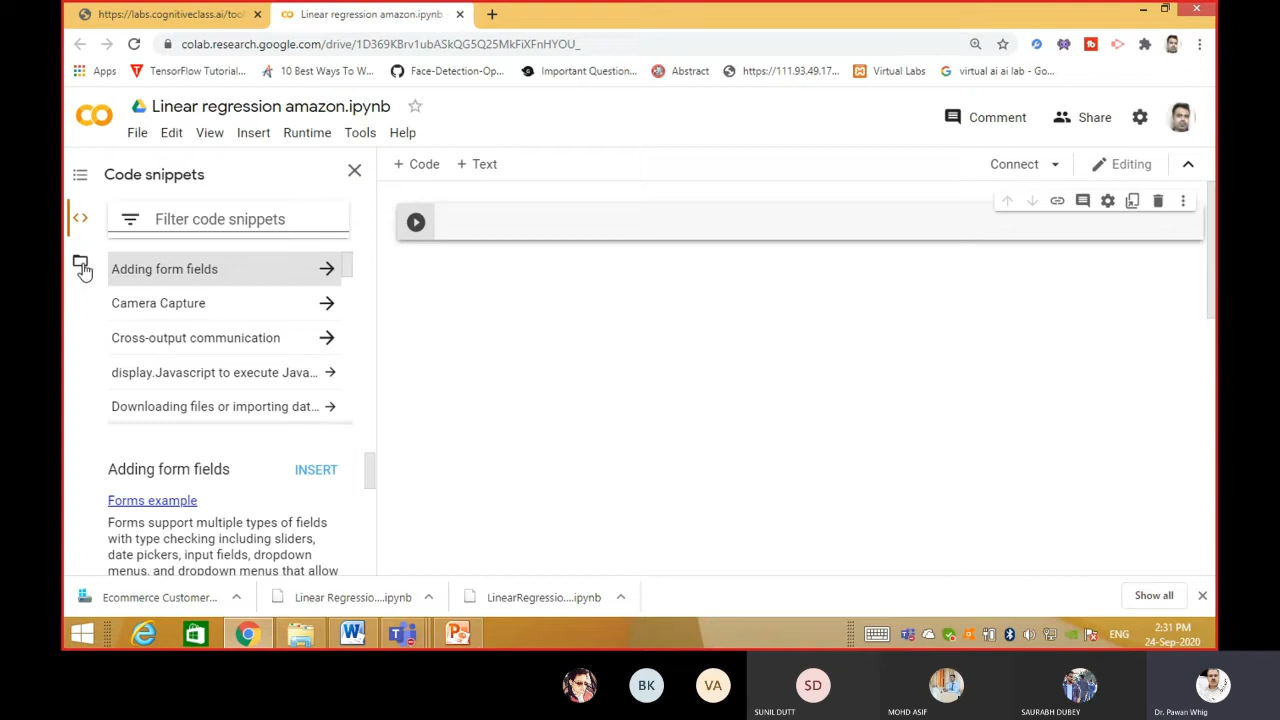 https://labs.cognitiveclass.ai/too
Linear regression amazon.ipynb -
colab.research.google.com/drive/1D369KBrv1ubASkQG5Q25MkFiXFnHYOU_
Apps
TensorFlow Tutorial...
10 Best Ways To W...
Face-Detection-Op...
Important Question...
Abstract
https://111.93.49.17...
Virtual Labs
virtual ai ai lab - Go...
Linear regression amazon.ipynb
Comment
Share
File Edit View Insert Runtime Tools Help
Code snippets
+ Code + Text
Connect
Editing
Filter code snippets
Adding form fields
Camera Capture
Cross-output communication
display.Javascript to execute Java...
Downloading files or importing dat...
Adding form fields
INSERT
Forms example
Forms support multiple types of fields
with type checking including sliders,
date pickers, input fields, dropdown
menus, and dropdown menus that allow
Ecommerce Customer...
Linear Regressio....ipynb
LinearRegressio....ipynb
Show all
ENG
2:31 PM
24-Sep-2020
BK
VA
SD
SUNIL DUTT
MOHD ASIF
SAURABH DUBEY
Dr. Pawan Whig